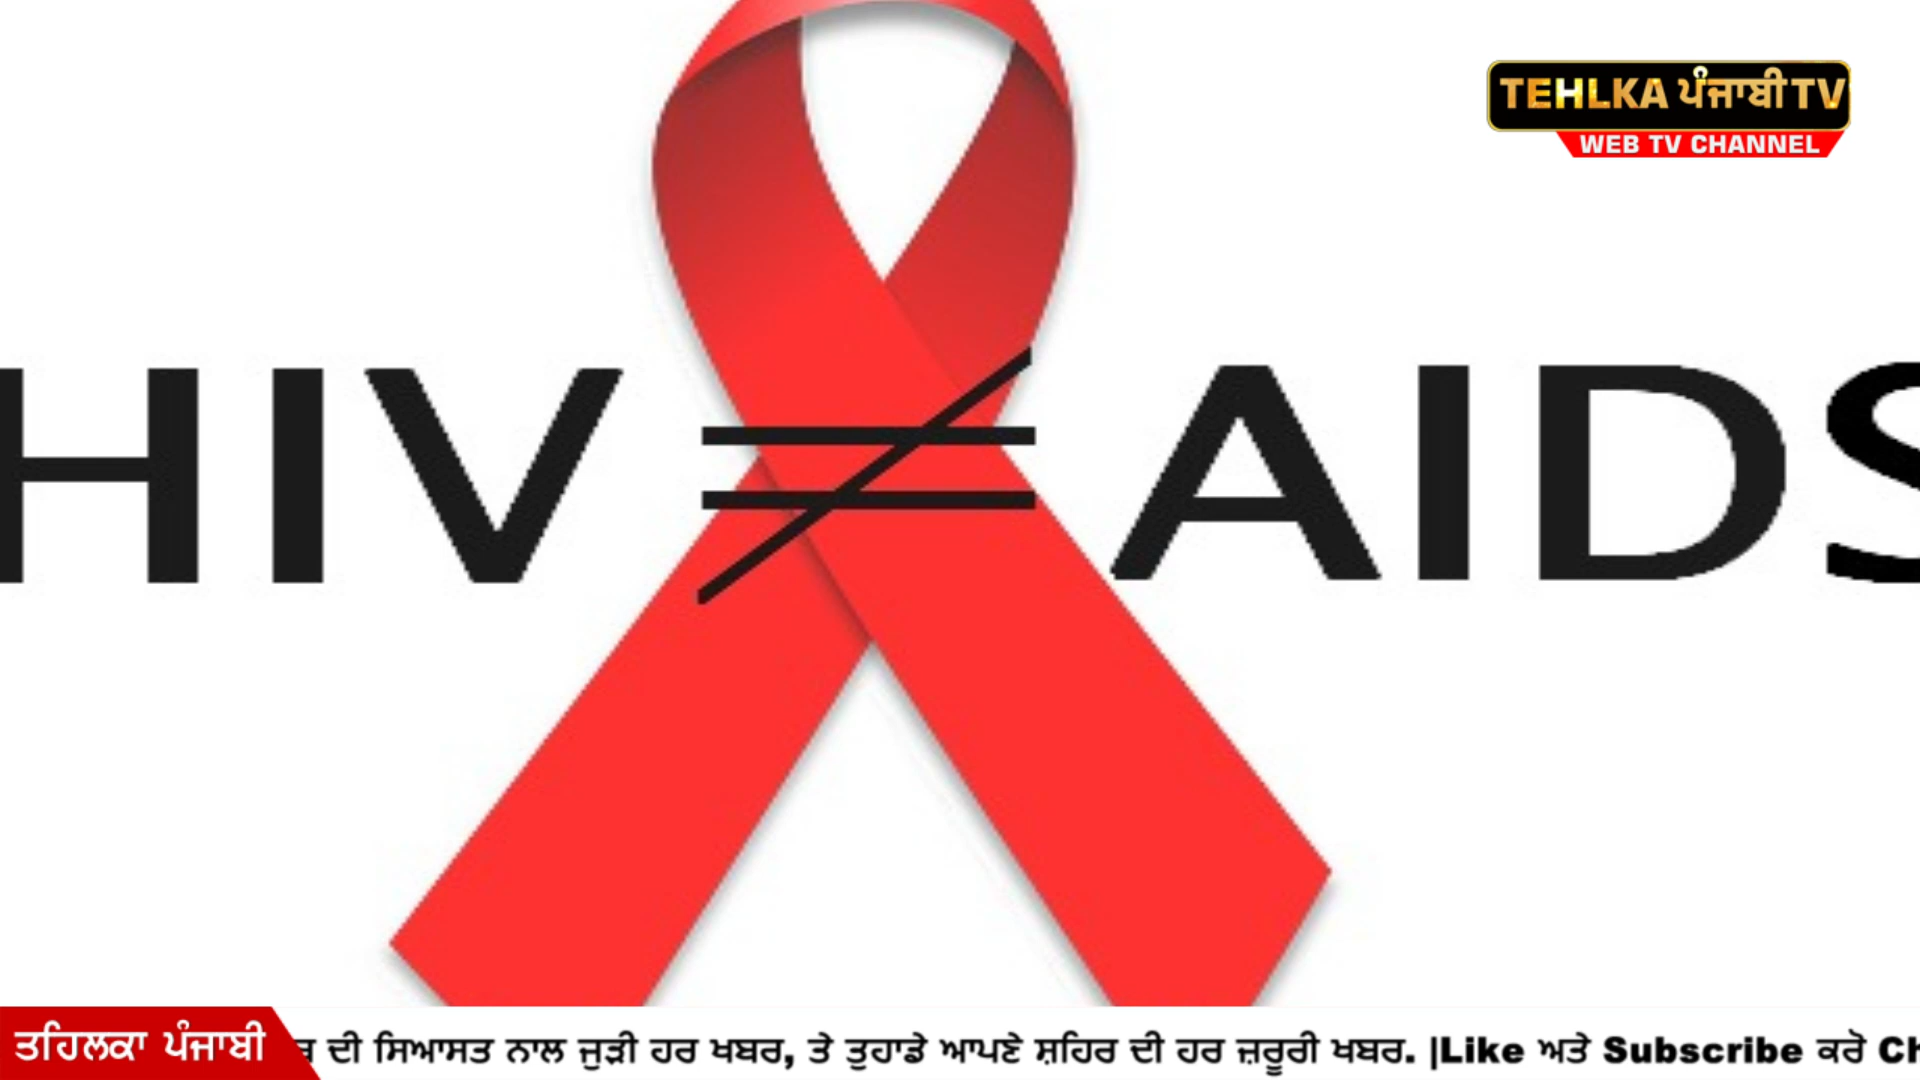 TEHLKA ਪੰਜਾਬੀ TV
WEB TV CHANNEL
HIV ≠ AIDS
ਤਹਿਲਕਾ ਪੰਜਾਬੀ
ਦੀ ਸਿਆਸਤ ਨਾਲ ਜੁੜੀ ਹਰ ਖਬਰ, ਤੇ ਤੁਹਾਡੇ ਆਪਣੇ ਸ਼ਹਿਰ ਦੀ ਹਰ ਜ਼ਰੂਰੀ ਖਬਰ. |Like ਅਤੇ Subscribe ਕਰੋ